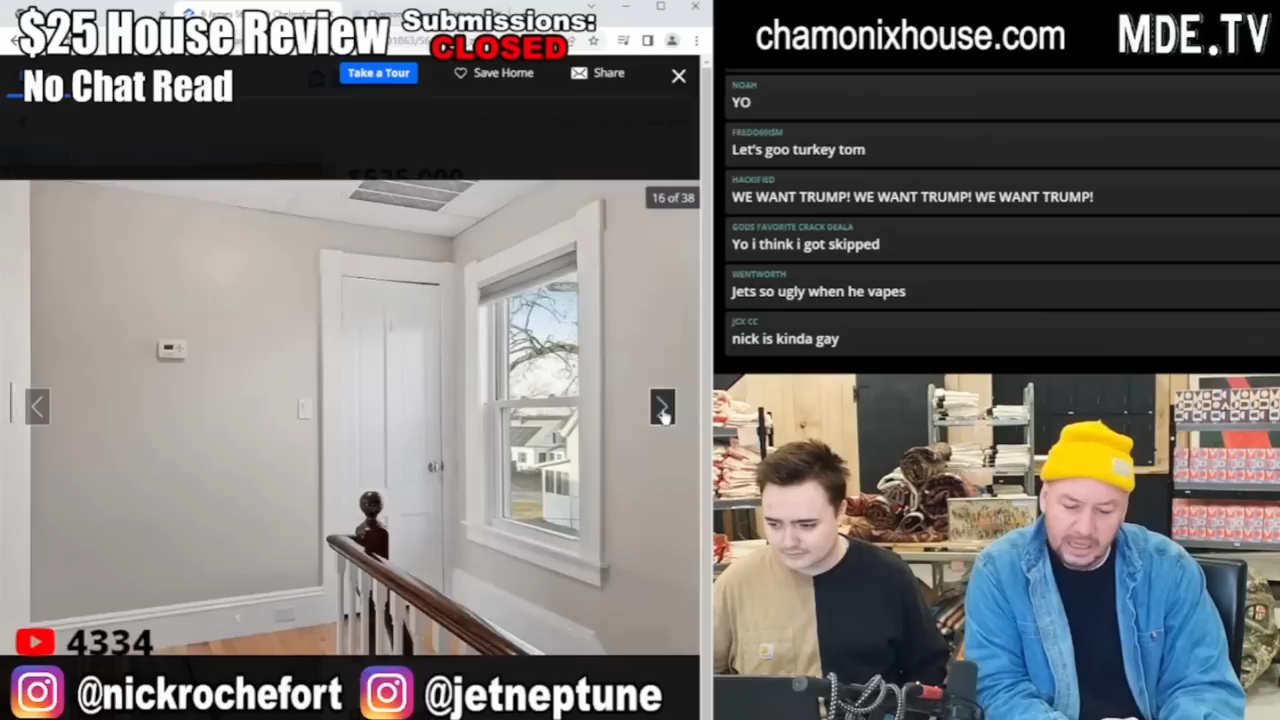 $25 House Review
Submissions:
CLOSED
No Chat Read
Take a Tour
Save Home
Share
16 of 38
4334
@nickrochefort
@jetneptune
chamonixhouse.com
MDE.TV
NOAH
YO
FREDD69ISM
Let's goo turkey tom
HACKIFIED
WE WANT TRUMP! WE WANT TRUMP! WE WANT TRUMP!
GODS FAVORITE CRACK DEALA
Yo i think i got skipped
WENTWORTH
Jets so ugly when he vapes
JCX CC
nick is kinda gay